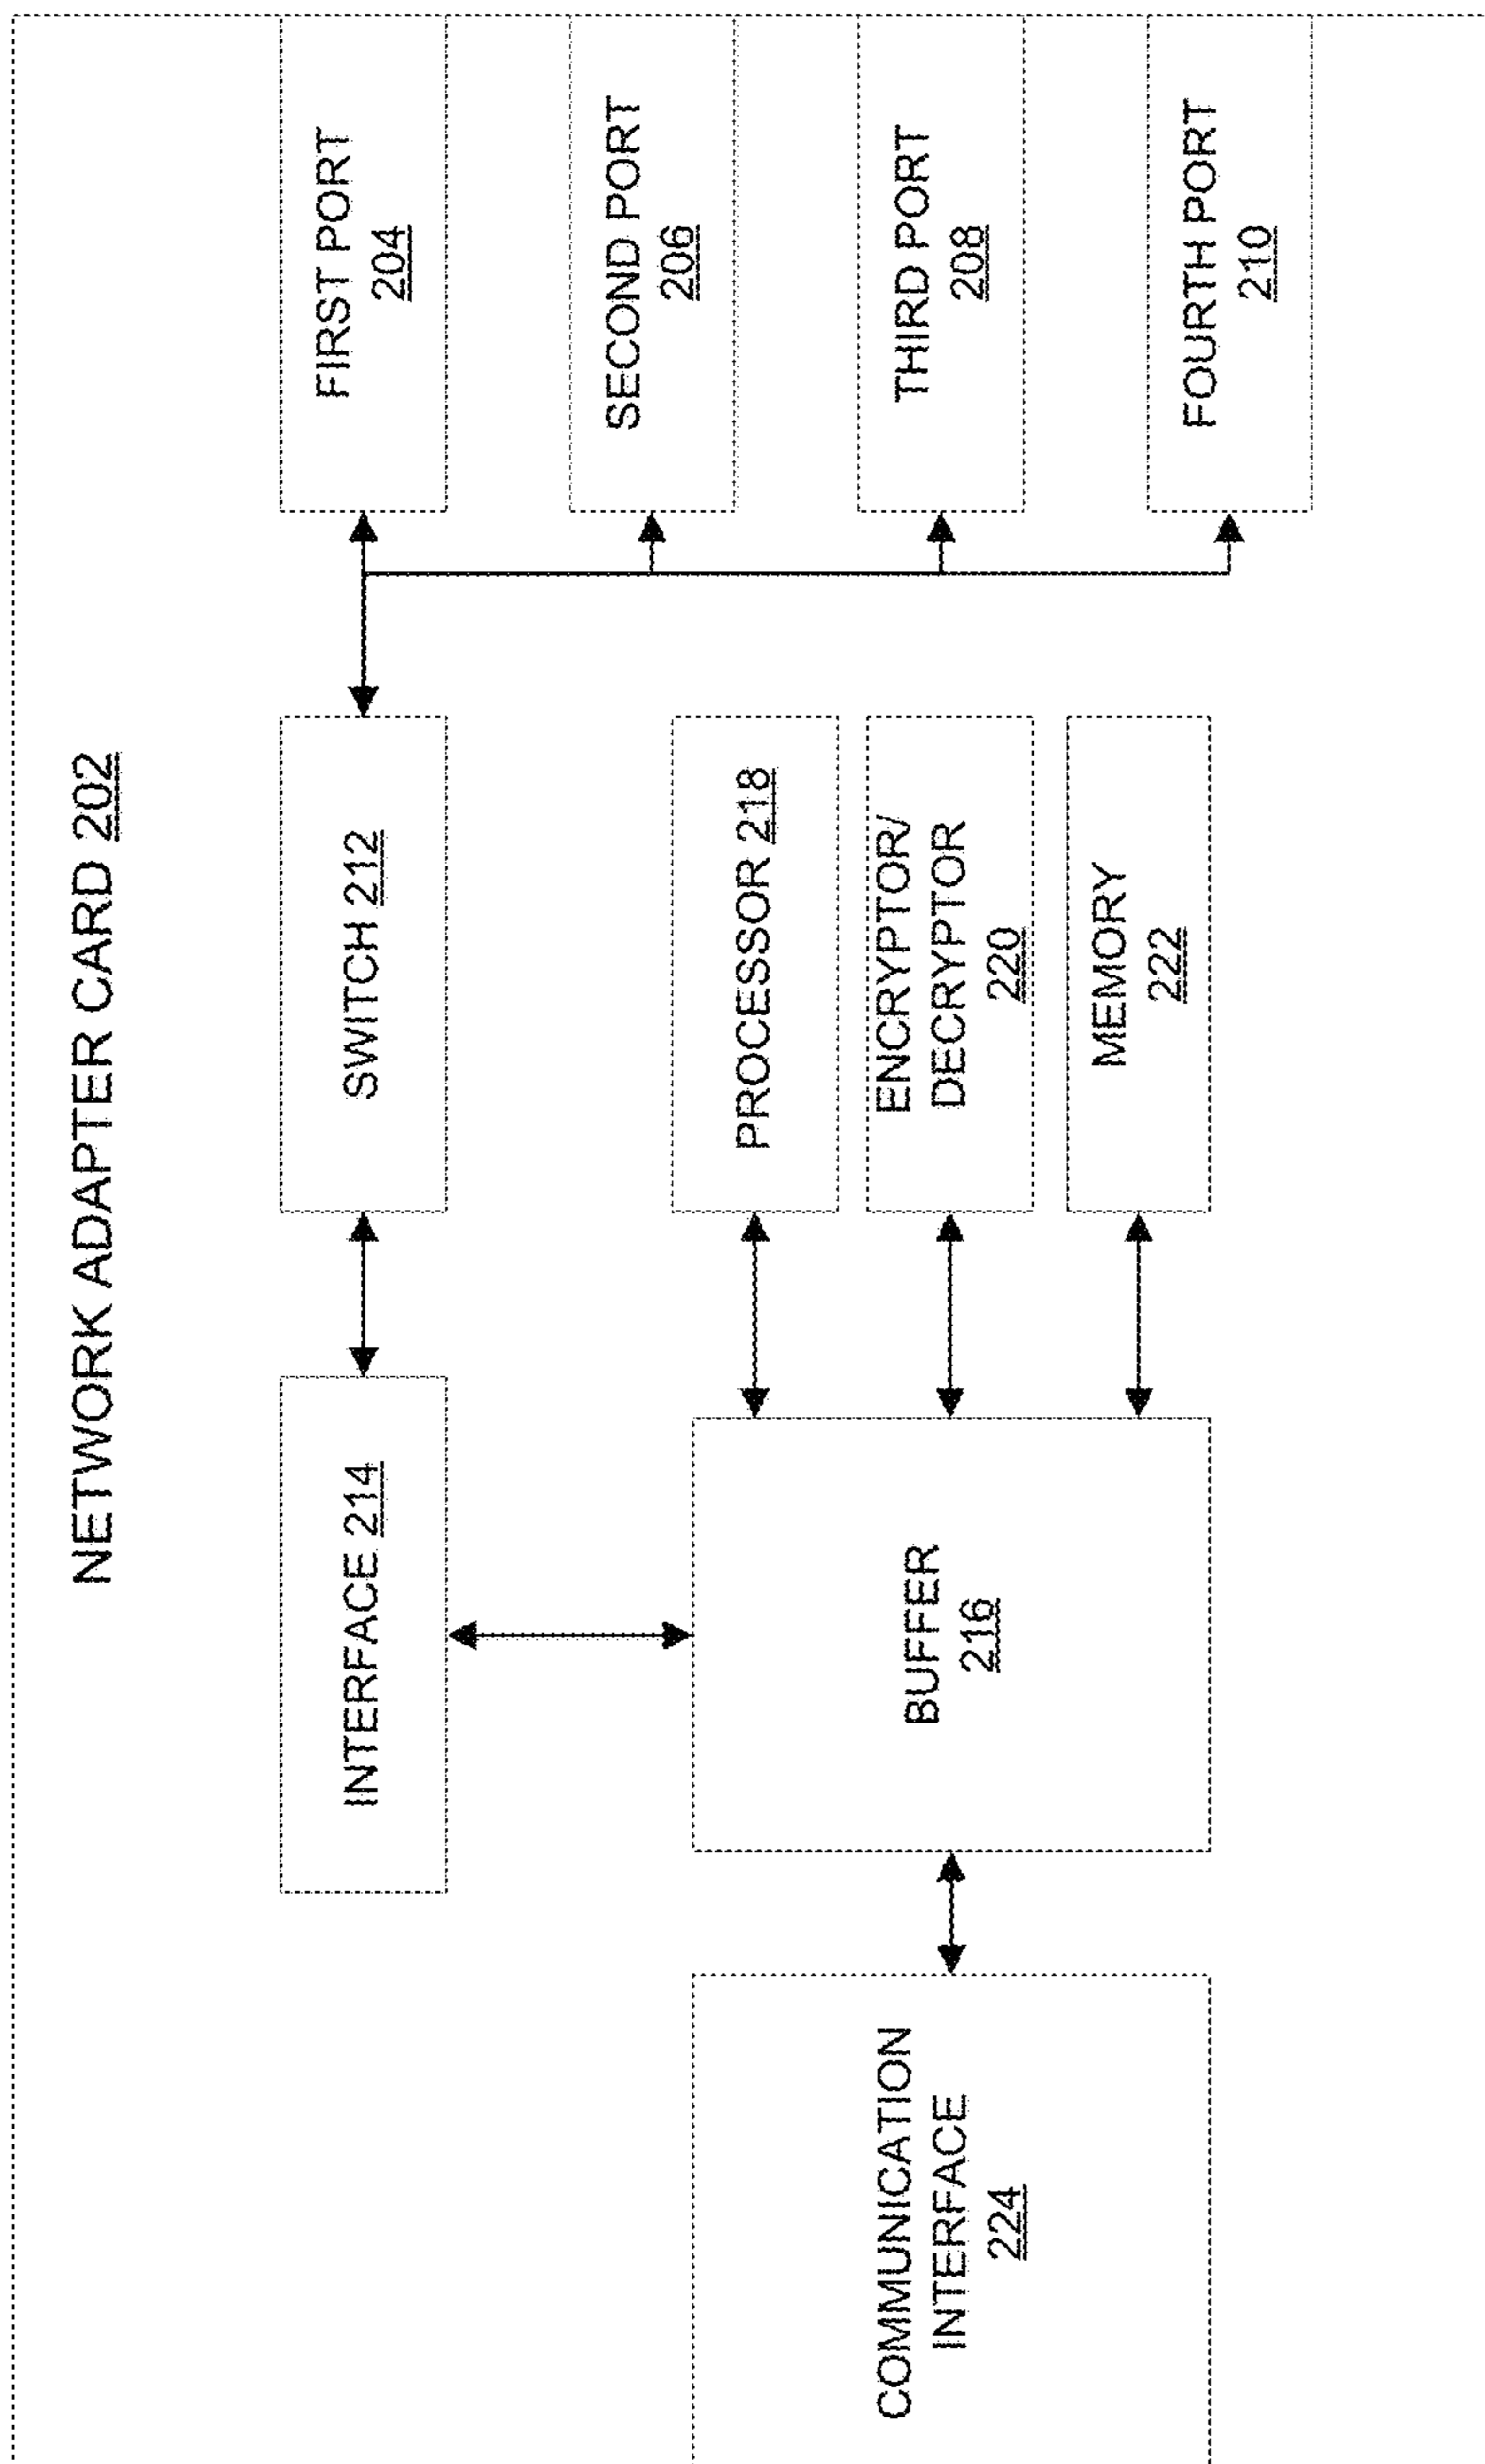 NETWORK ADAPTER CARD 202
INTERFACE 214
SWITCH 212
FIRST PORT
204
SECOND PORT
206
PROCESSOR 218
COMMUNICATION
INTERFACE
224
BUFFER
216
ENCRYPTOR/
DECRYPTOR
220
THIRD PORT
208
MEMORY
222
FOURTH PORT
210